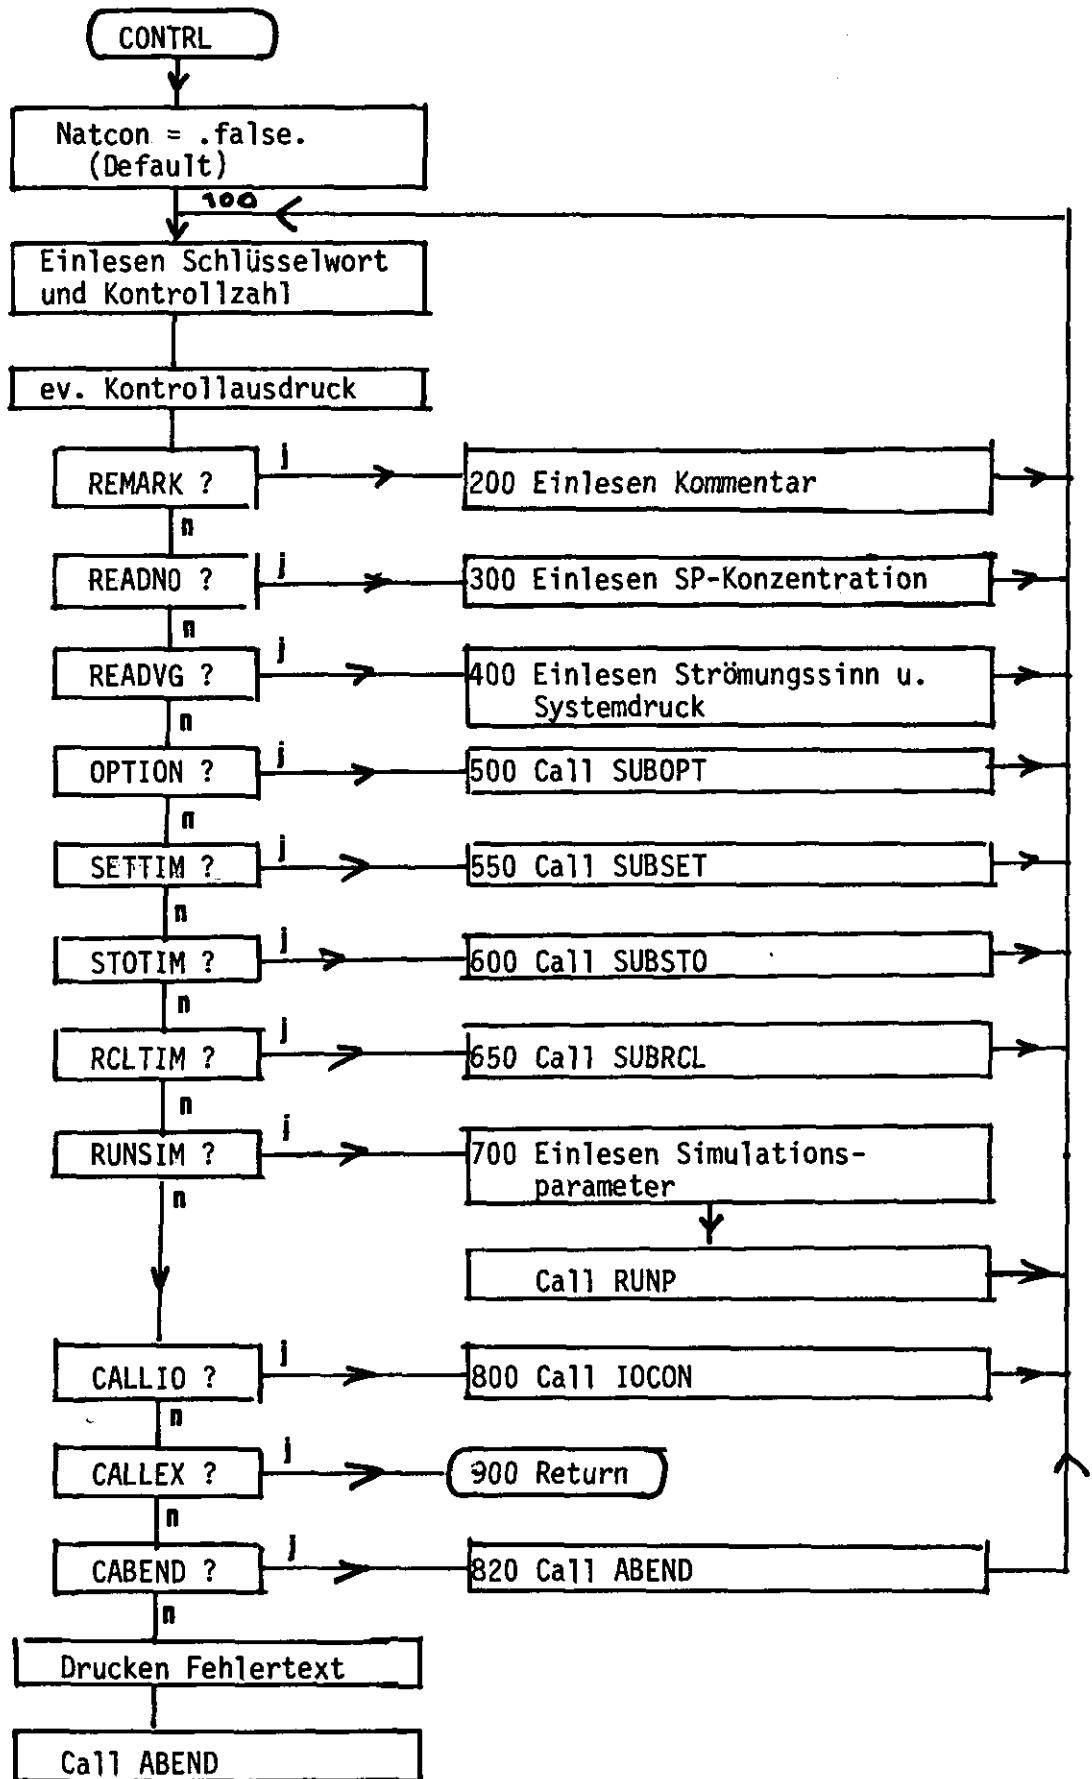 CONTRL
Natcon = .false.
(Default)
100
Einlesen Schlüsselwort
und Kontrollzahl
ev. Kontrollausdruck
REMARK ?
j
200 Einlesen Kommentar
n
READNO ?
j
300 Einlesen SP-Konzentration
n
READVG ?
j
400 Einlesen Strömungssinn u.
Systemdruck
n
OPTION ?
j
500 Call SUBOPT
n
SETTIM ?
j
550 Call SUBSET
n
STOTIM ?
j
600 Call SUBSTO
n
RCLTIM ?
j
650 Call SUBRCL
n
RUNSIM ?
j
700 Einlesen Simulations-
parameter
n
Call RUNP
CALLIO ?
j
800 Call IOCON
n
CALLEX ?
j
900 Return
n
CABEND ?
j
820 Call ABEND
n
Drucken Fehlertext
Call ABEND